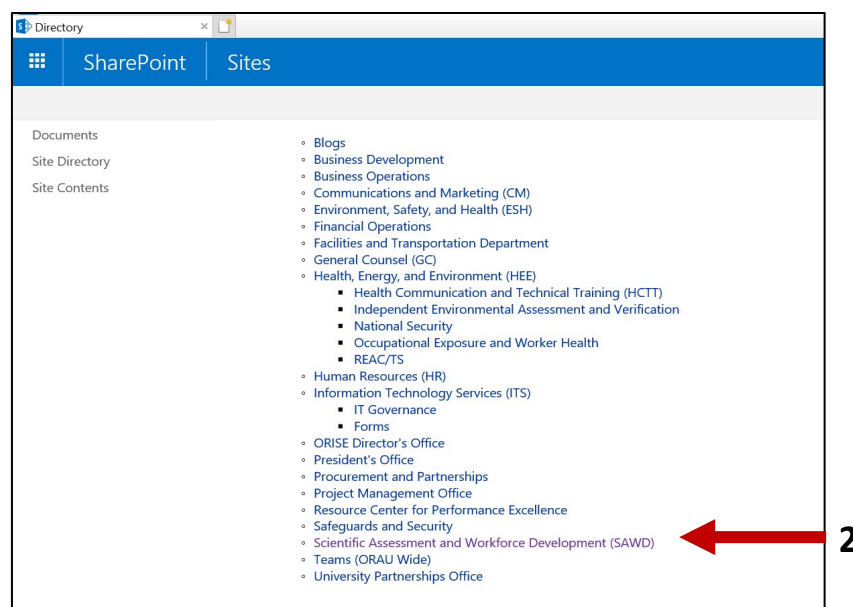 Directory
SharePoint Sites
Documents
Site Directory
Site Contents
Blogs
Business Development
Business Operations
Communications and Marketing (CM)
Environment, Safety, and Health (ESH)
Financial Operations
Facilities and Transportation Department
General Counsel (GC)
Health, Energy, and Environment (HEE)
Health Communication and Technical Training (HCTT)
Independent Environmental Assessment and Verification
National Security
Occupational Exposure and Worker Health
REAC/TS
Human Resources (HR)
Information Technology Services (ITS)
IT Governance
Forms
ORISE Director's Office
President's Office
Procurement and Partnerships
Project Management Office
Resource Center for Performance Excellence
Safeguards and Security
Scientific Assessment and Workforce Development (SAWD)
2
Teams (ORAU Wide)
University Partnerships Office